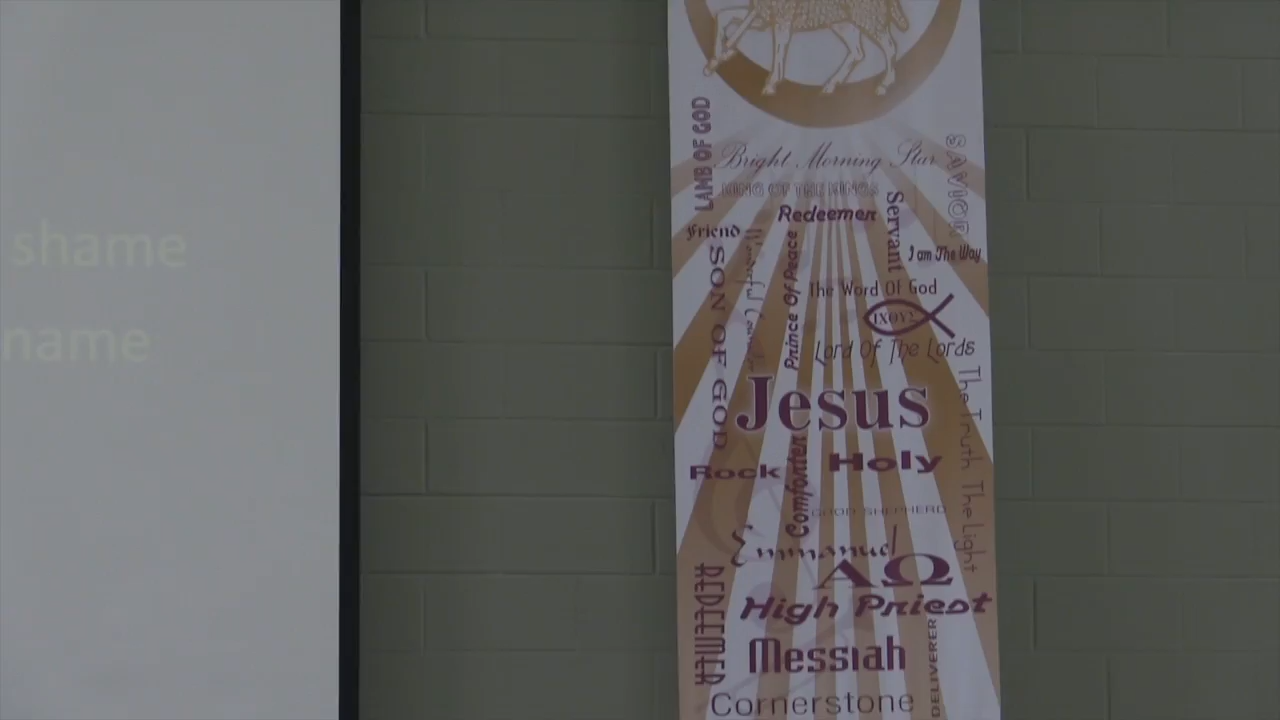 shame
name
LAMB OF GOD
Bright Morning Star
SAVIOR
KING OF THE KINGS
Redeemer
Servant
Friend
I am The Way
SON OF GOD
Prince Of Peace
The Word Of God
ΙΧΘΥΣ
Lord Of The Lords
Jesus
The Truth The Light
Rock
Holy
Comforter
GOOD SHEPHERD
Emmanuel
ΑΩ
High Priest
REDEEMER
Messiah
DELIVERER
Cornerstone